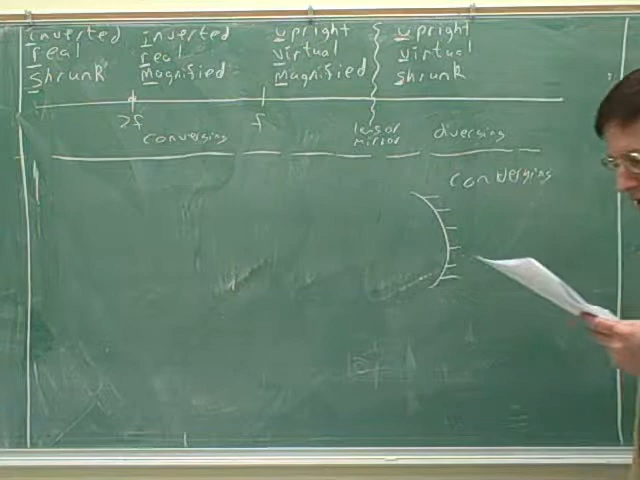 inverted inverted upright upright
real real virtual virtual
shrunk magnified magnified shrunk
2f f
converging lens or mirror diverging
converging